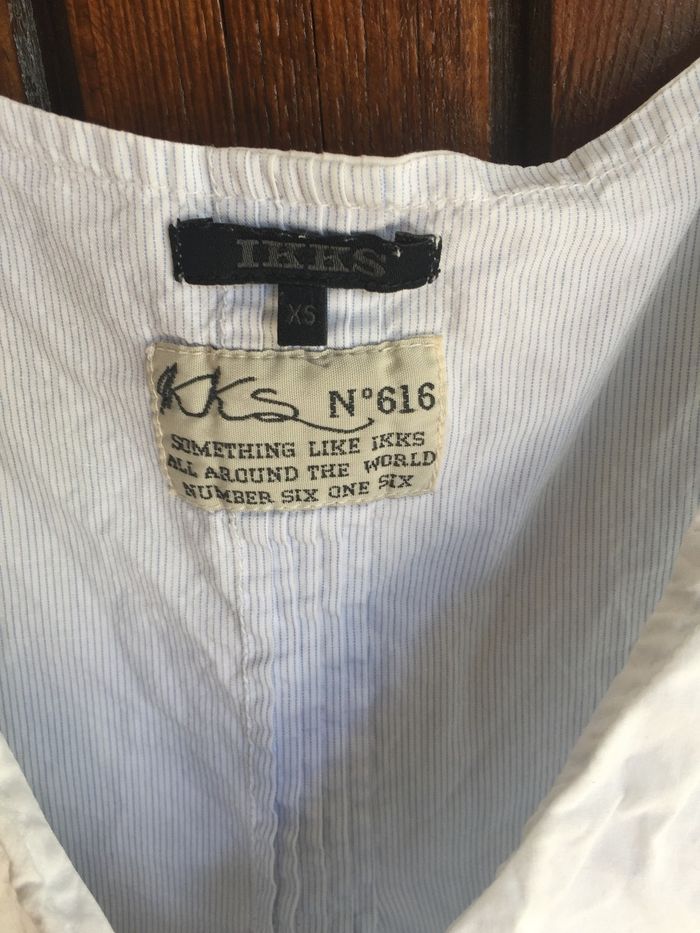 IKKS
XS
IKKS N°616
SOMETHING LIKE IKKS
ALL AROUND THE WORLD
NUMBER SIX ONE SIX